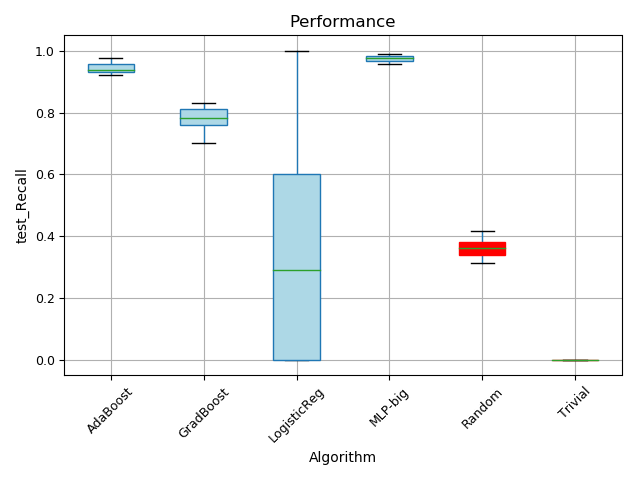 Performance
1.0
0.8
0.6
0.4
0.2
0.0
test_Recall
AdaBoost
GradBoost
LogisticReg
MLP-big
Random
Trivial
Algorithm